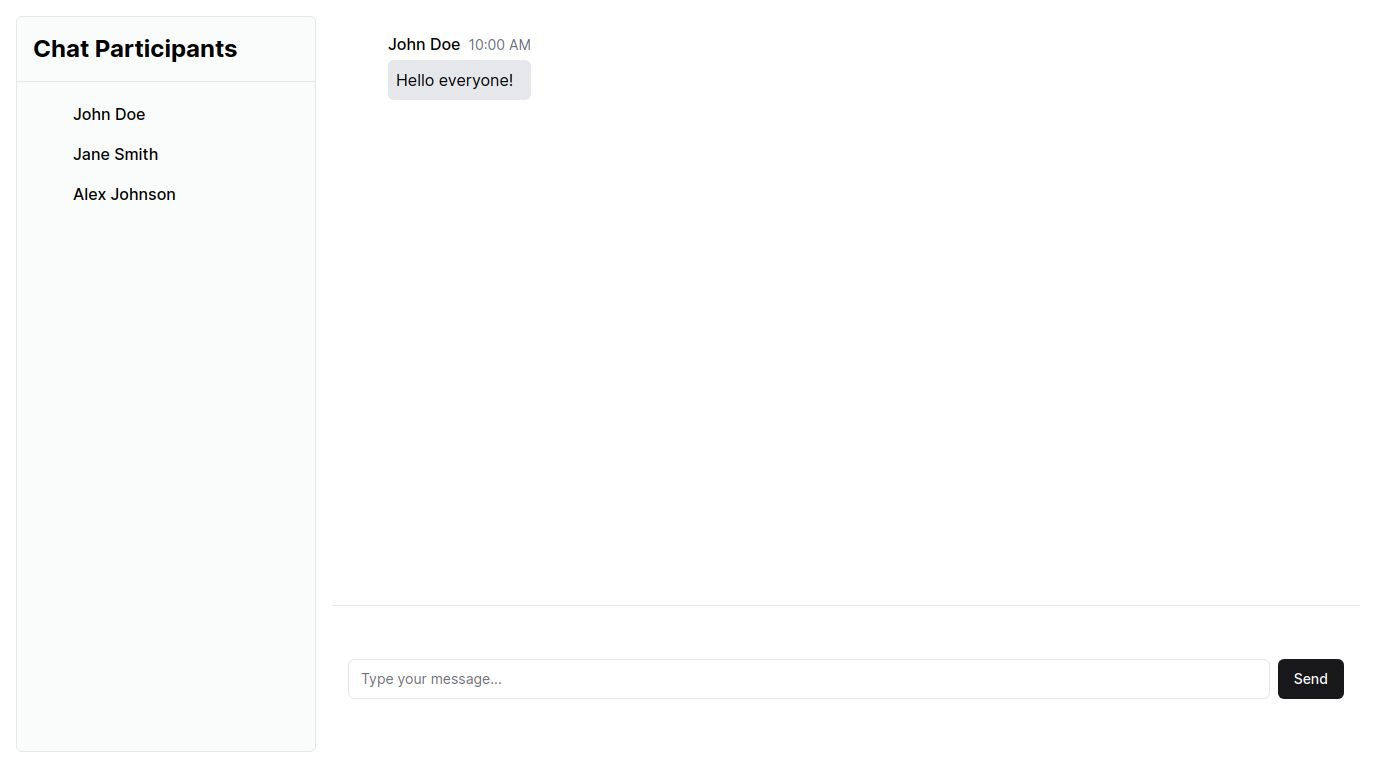 Chat Participants
John Doe
Jane Smith
Alex Johnson
John Doe 10:00 AM
Hello everyone!
Type your message...
Send